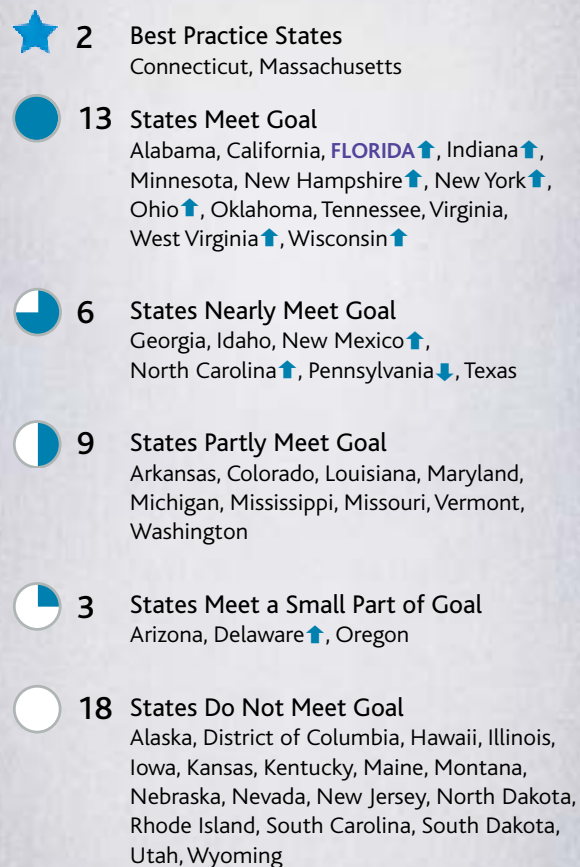 2 Best Practice States
Connecticut, Massachusetts
13 States Meet Goal
Alabama, California, FLORIDA⬆, Indiana⬆,
Minnesota, New Hampshire⬆, New York⬆,
Ohio⬆, Oklahoma, Tennessee, Virginia,
West Virginia⬆, Wisconsin⬆
6 States Nearly Meet Goal
Georgia, Idaho, New Mexico⬆,
North Carolina⬆, Pennsylvania⬇, Texas
9 States Partly Meet Goal
Arkansas, Colorado, Louisiana, Maryland,
Michigan, Mississippi, Missouri, Vermont,
Washington
3 States Meet a Small Part of Goal
Arizona, Delaware⬆, Oregon
18 States Do Not Meet Goal
Alaska, District of Columbia, Hawaii, Illinois,
Iowa, Kansas, Kentucky, Maine, Montana,
Nebraska, Nevada, New Jersey, North Dakota,
Rhode Island, South Carolina, South Dakota,
Utah, Wyoming